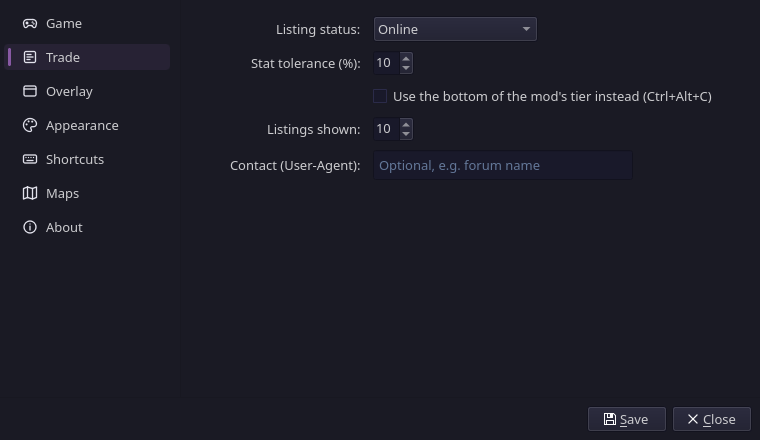 Game
Trade
Overlay
Appearance
Shortcuts
Maps
About
Listing status: Online
Stat tolerance (%): 10
Use the bottom of the mod's tier instead (Ctrl+Alt+C)
Listings shown: 10
Contact (User-Agent): Optional, e.g. forum name
Save Close